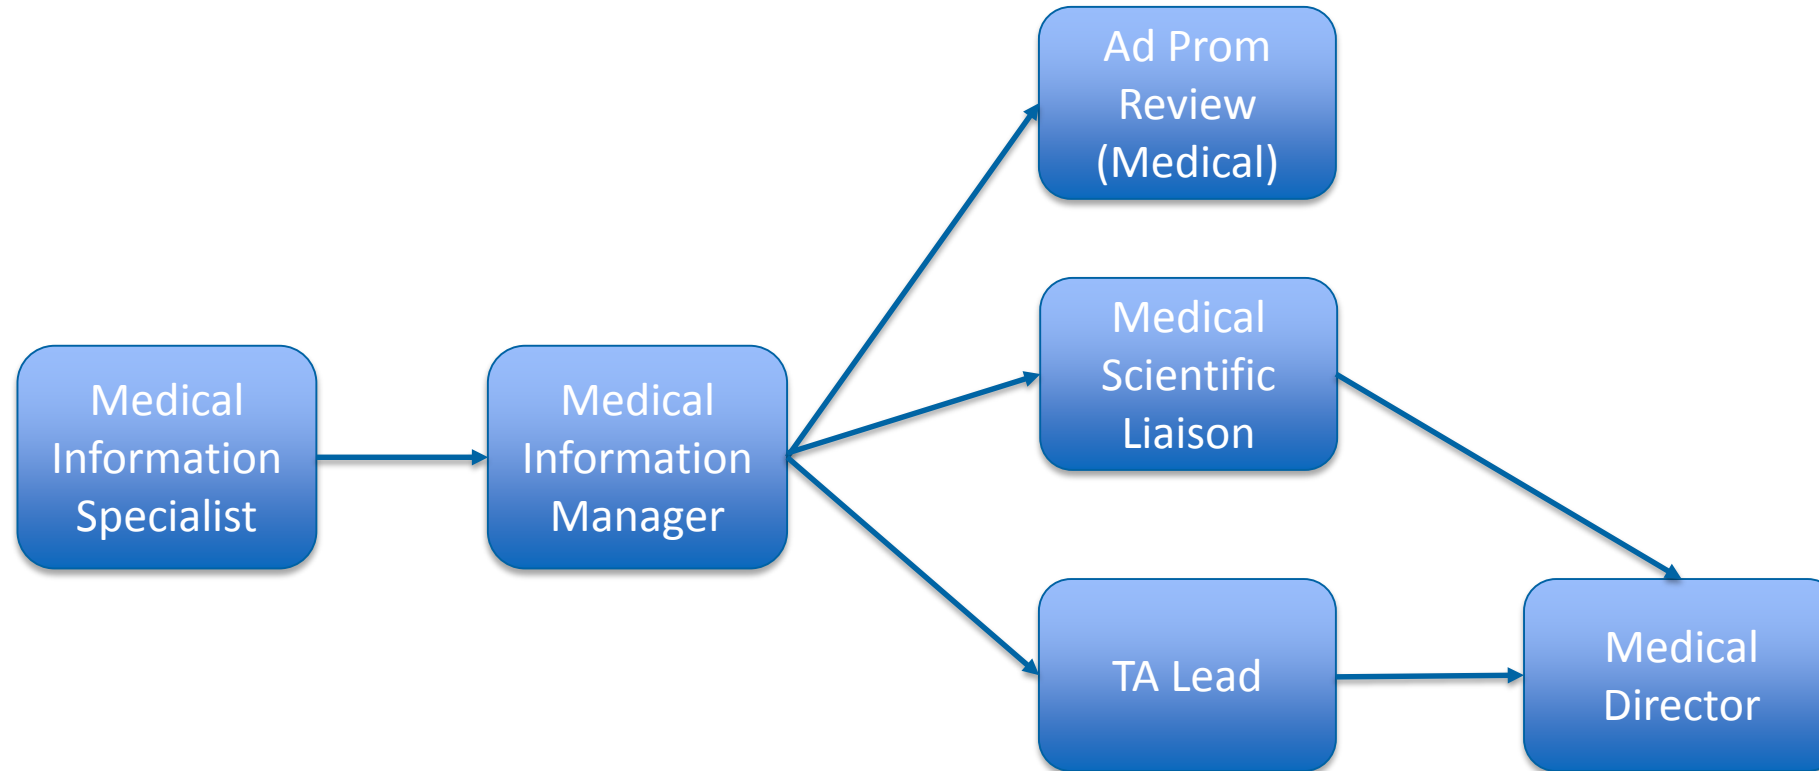 Ad Prom
Review
(Medical)
Medical
Scientific
Liaison
Medical
Information
Specialist
Medical
Information
Manager
TA Lead
Medical
Director